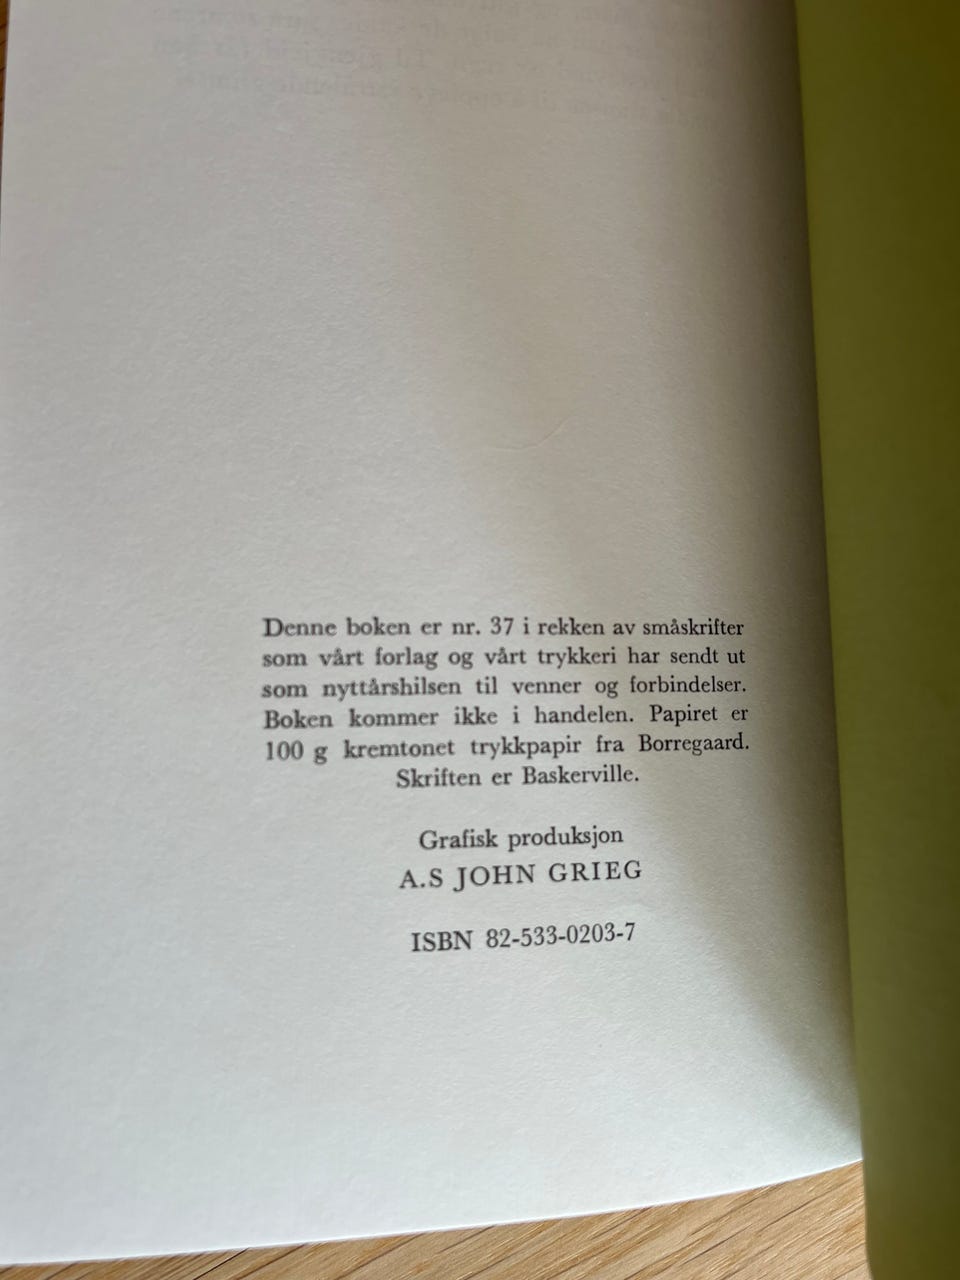 Denne boken er nr. 37 i rekken av småskrifter
som vårt forlag og vårt trykkeri har sendt ut
som nyttårshilsen til venner og forbindelser.
Boken kommer ikke i handelen. Papiret er
100 g kremtonet trykkpapir fra Borregaard.
Skriften er Baskerville.
Grafisk produksjon
A.S JOHN GRIEG
ISBN 82-533-0203-7